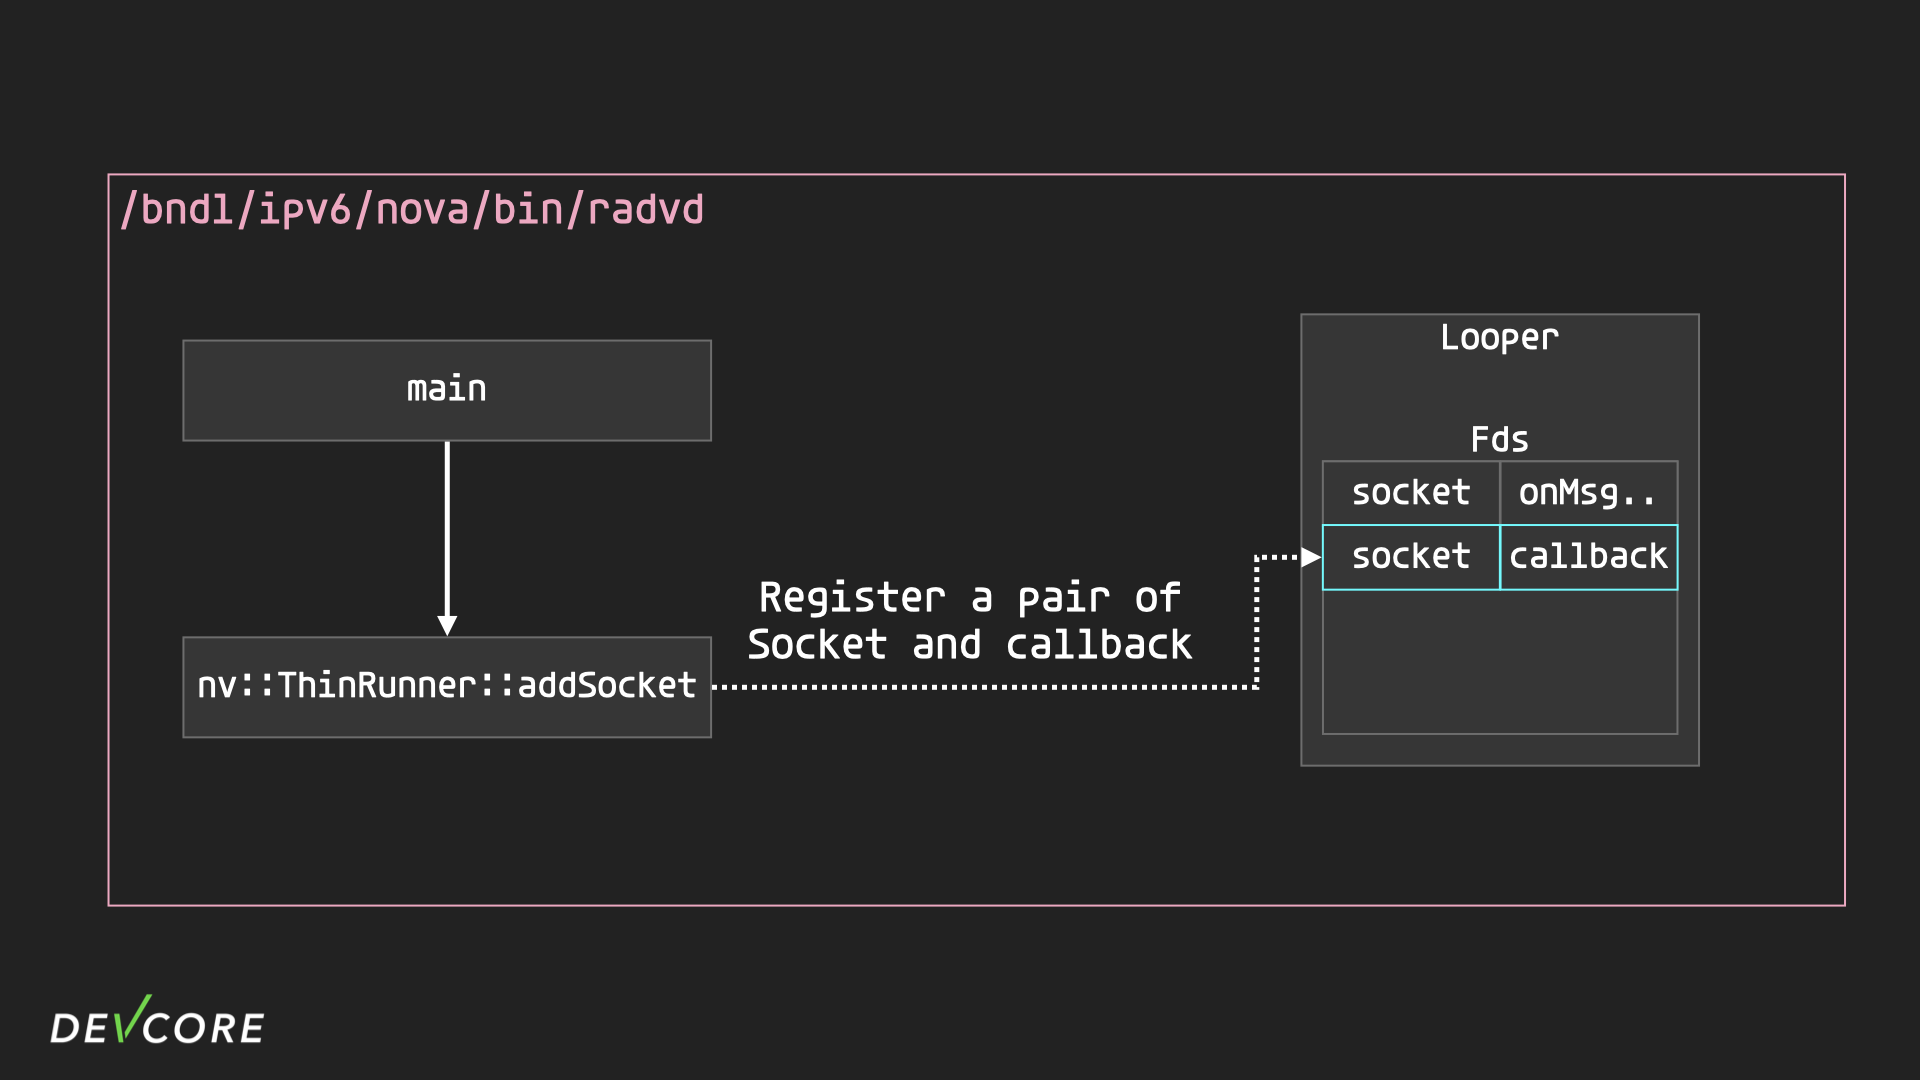 /bndl/ipv6/nova/bin/radvd
main
nv::ThinRunner::addSocket
Register a pair of
Socket and callback
Looper
Fds
socket onMsg..
socket callback
DEVCORE